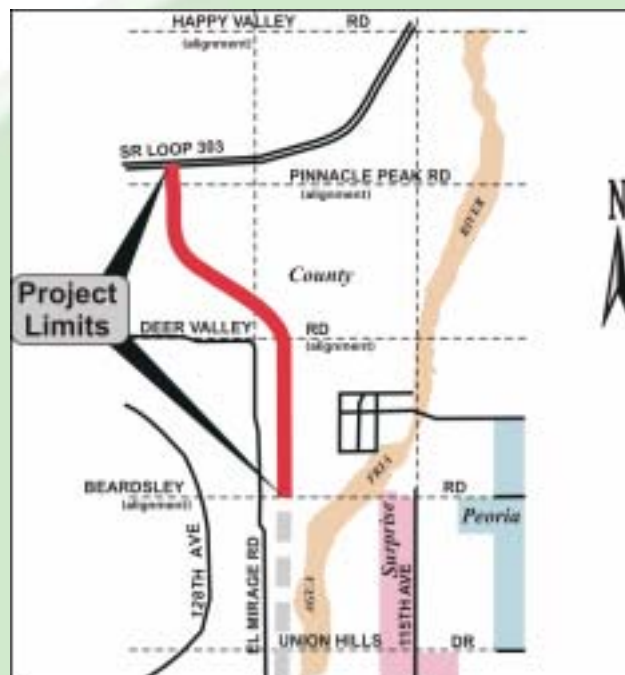 HAPPY VALLEY RD
(alignment)
SR LOOP 303
PINNACLE PEAK RD
(alignment)
N
RIVER
County
Project
Limits
DEER VALLEY RD
(alignment)
FRIA
BEARDSLEY RD
(alignment)
Peoria
Surprise
128TH AVE
EL MIRAGE RD
AGUA
115TH AVE
UNION HILLS DR